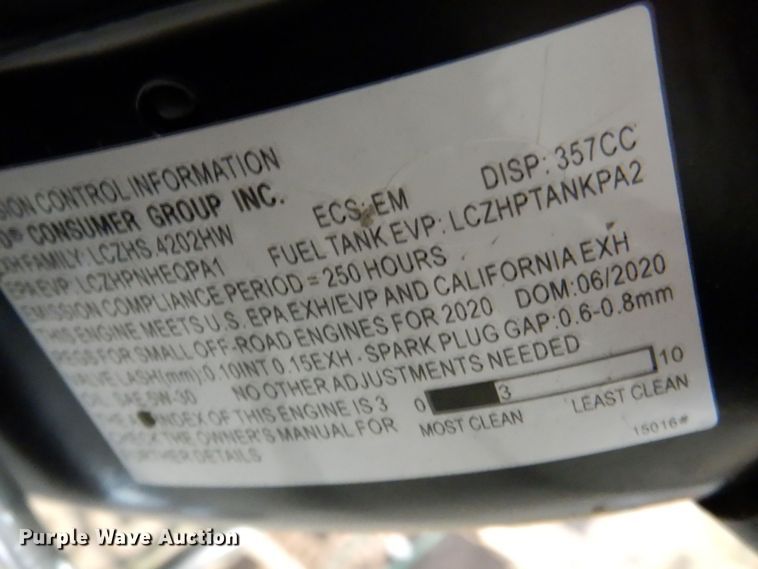 SION CONTROL INFORMATION
O® CONSUMER GROUP INC.
FAMILY: LCZHS.4202HW ECS: EM DISP: 357CC
EPA EVP: LCZHPNHEQPA1 FUEL TANK EVP: LCZHPTANKPA2
EMISSION COMPLIANCE PERIOD = 250 HOURS
THIS ENGINE MEETS U.S. EPA EXH/EVP AND CALIFORNIA EXH
REGS FOR SMALL OFF-ROAD ENGINES FOR 2020 DOM:06/2020
VALVE LASH(mm):0.10INT 0.15EXH · SPARK PLUG GAP:0.6-0.8mm
OIL SAE 5W-30 NO OTHER ADJUSTMENTS NEEDED
THE INDEX OF THIS ENGINE IS 3
CHECK THE OWNER'S MANUAL FOR
FURTHER DETAILS
0 3 10
MOST CLEAN LEAST CLEAN
15016#
Purple Wave Auction